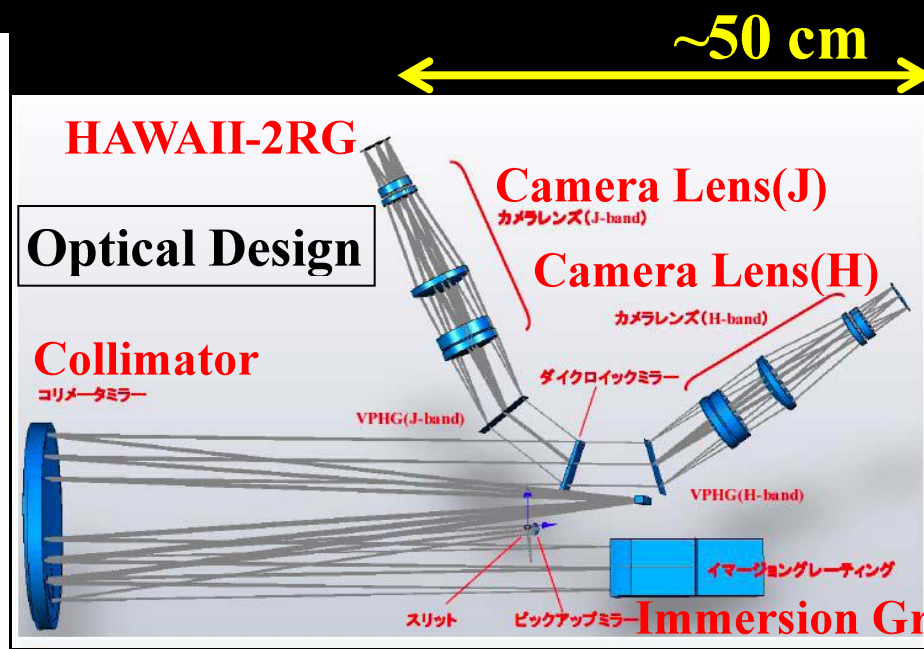 ~50 cm
HAWAII-2RG
Camera Lens(J)
カメラレンズ(J-band)
Optical Design
Camera Lens(H)
カメラレンズ(H-band)
Collimator
コリメータミラー
ダイクロイックミラー
VPHG(J-band)
VPHG(H-band)
イマージョングレーティング
スリット
ピックアップミラー
Immersion Gr